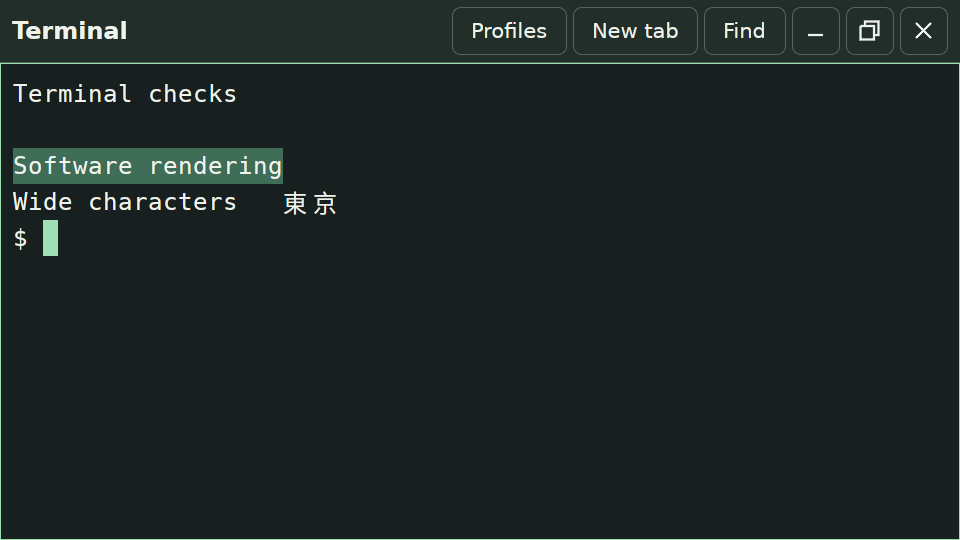 Terminal Profiles New tab Find
Terminal checks
Software rendering
Wide characters 東京
$